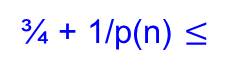 ¾ + 1/p(n) ≤